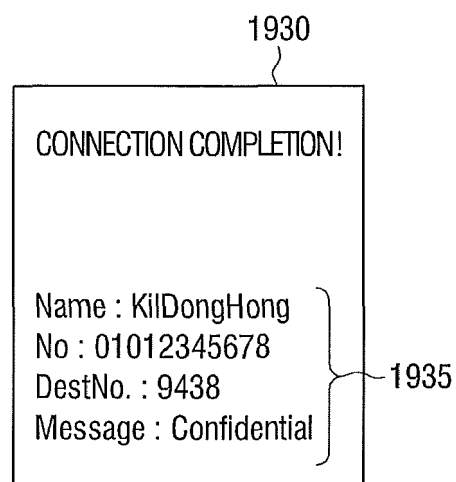 1930
CONNECTION COMPLETION!
Name : KilDongHong
No : 01012345678
DestNo. : 9438
Message : Confidential
1935